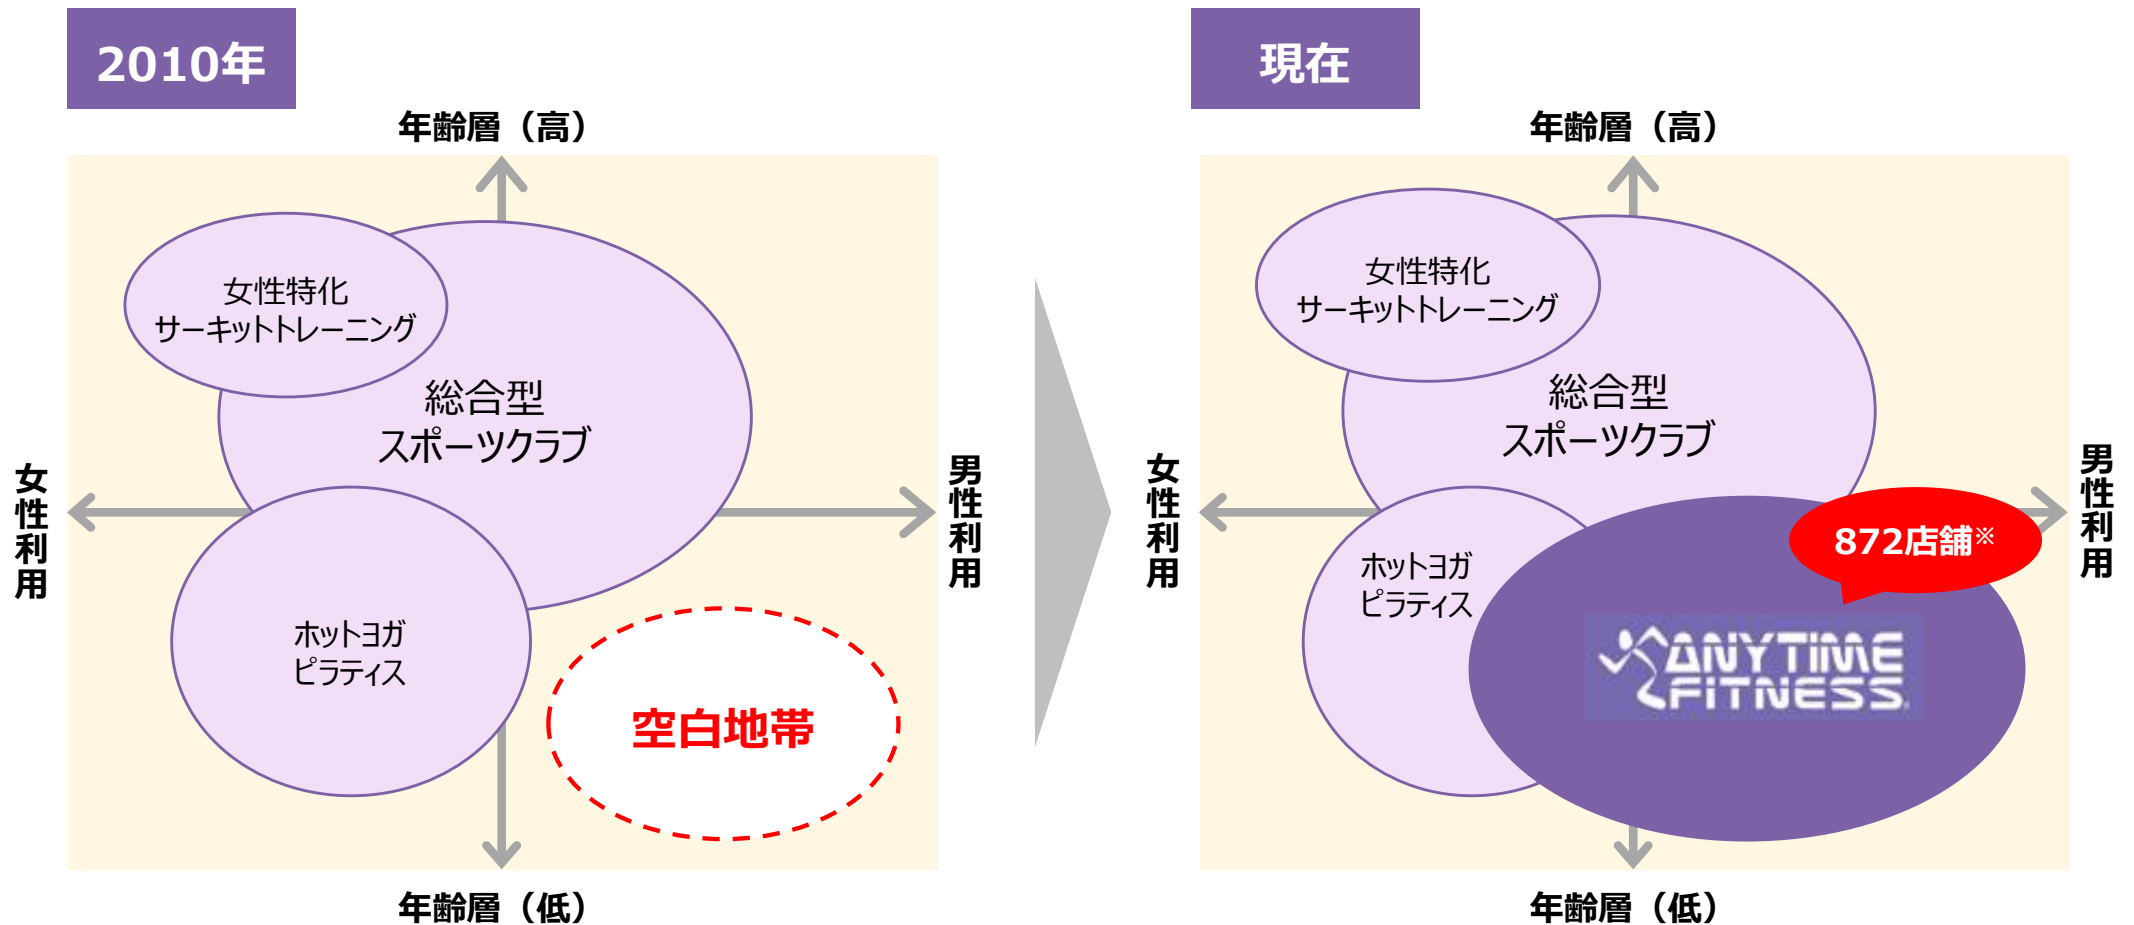 2010年
年齢層（高）
女性特化
サーキットトレーニング
総合型
スポーツクラブ
女性利用
男性利用
ホットヨガ
ピラティス
空白地帯
年齢層（低）
現在
年齢層（高）
女性特化
サーキットトレーニング
総合型
スポーツクラブ
女性利用
男性利用
872店舗※
ホットヨガ
ピラティス
ANYTIME
FITNESS.
年齢層（低）